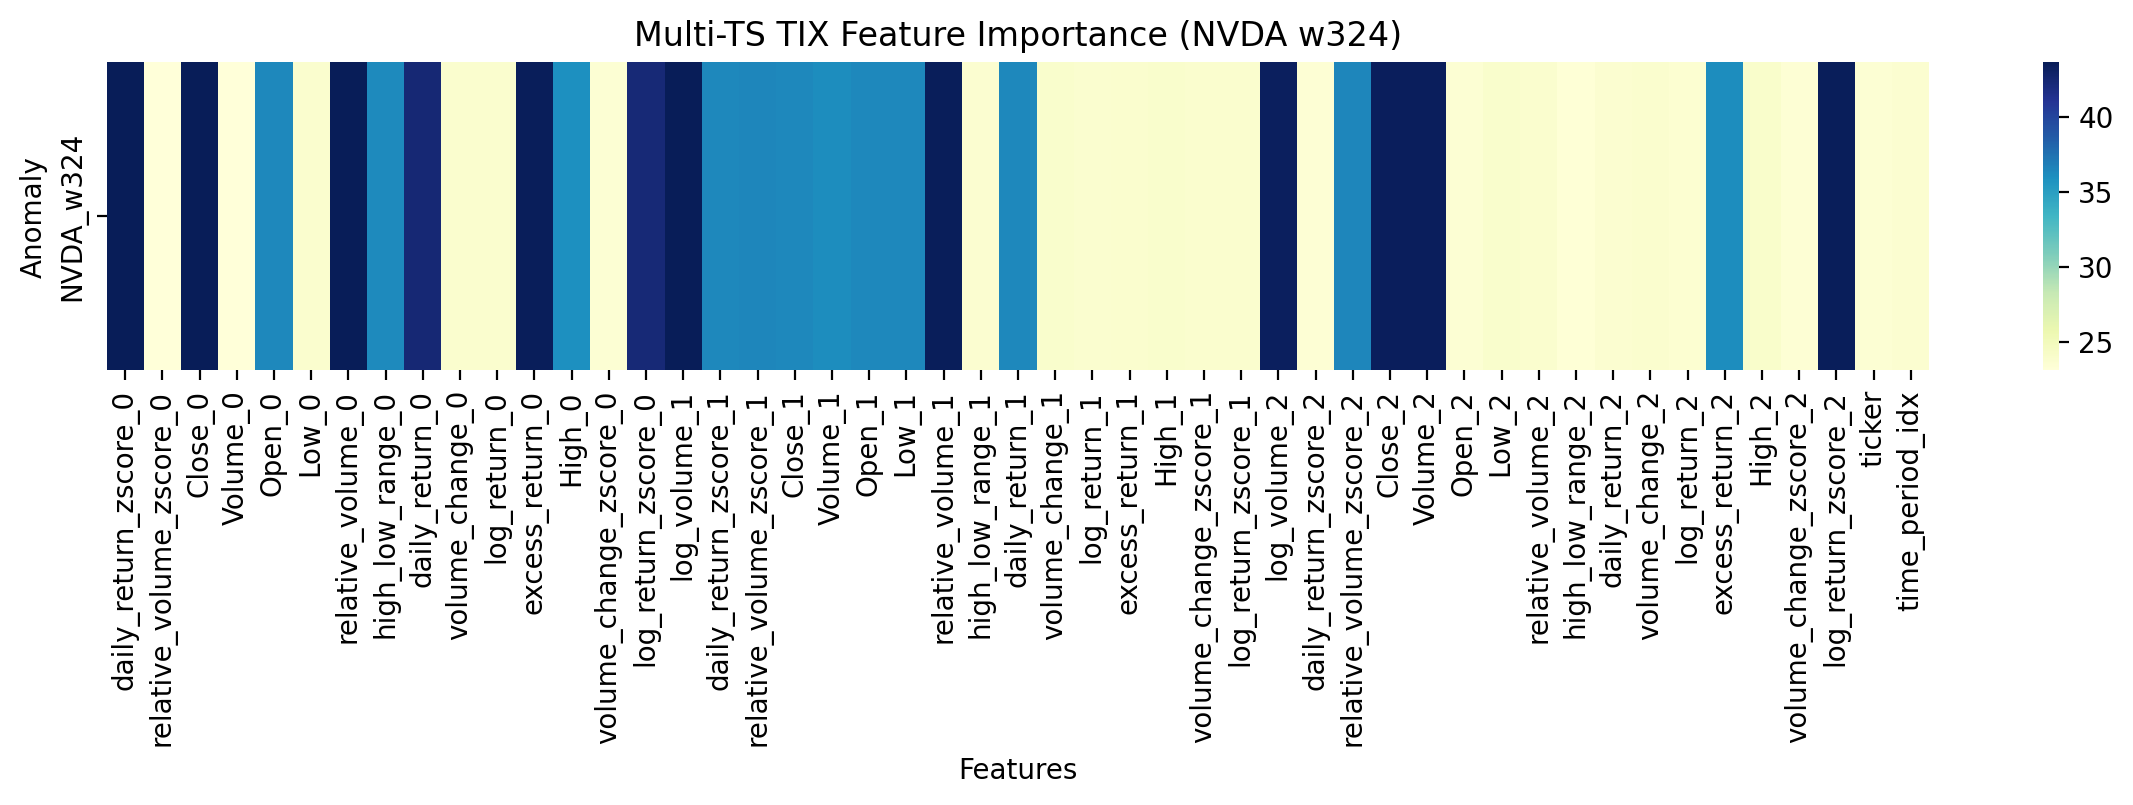 Multi-TS TIX Feature Importance (NVDA w324)
Anomaly
NVDA_w324
40
35
30
25
daily_return_zscore_0
relative_volume_zscore_0
Close_0
Volume_0
Open_0
Low_0
relative_volume_0
high_low_range_0
daily_return_0
volume_change_0
log_return_0
excess_return_0
High_0
volume_change_zscore_0
log_return_zscore_0
log_volume_1
daily_return_zscore_1
relative_volume_zscore_1
Close_1
Volume_1
Open_1
Low_1
relative_volume_1
high_low_range_1
daily_return_1
volume_change_1
log_return_1
excess_return_1
High_1
volume_change_zscore_1
log_return_zscore_1
log_volume_2
daily_return_zscore_2
relative_volume_zscore_2
Close_2
Volume_2
Open_2
Low_2
relative_volume_2
high_low_range_2
daily_return_2
volume_change_2
log_return_2
excess_return_2
High_2
volume_change_zscore_2
log_return_zscore_2
ticker
time_period_idx
Features